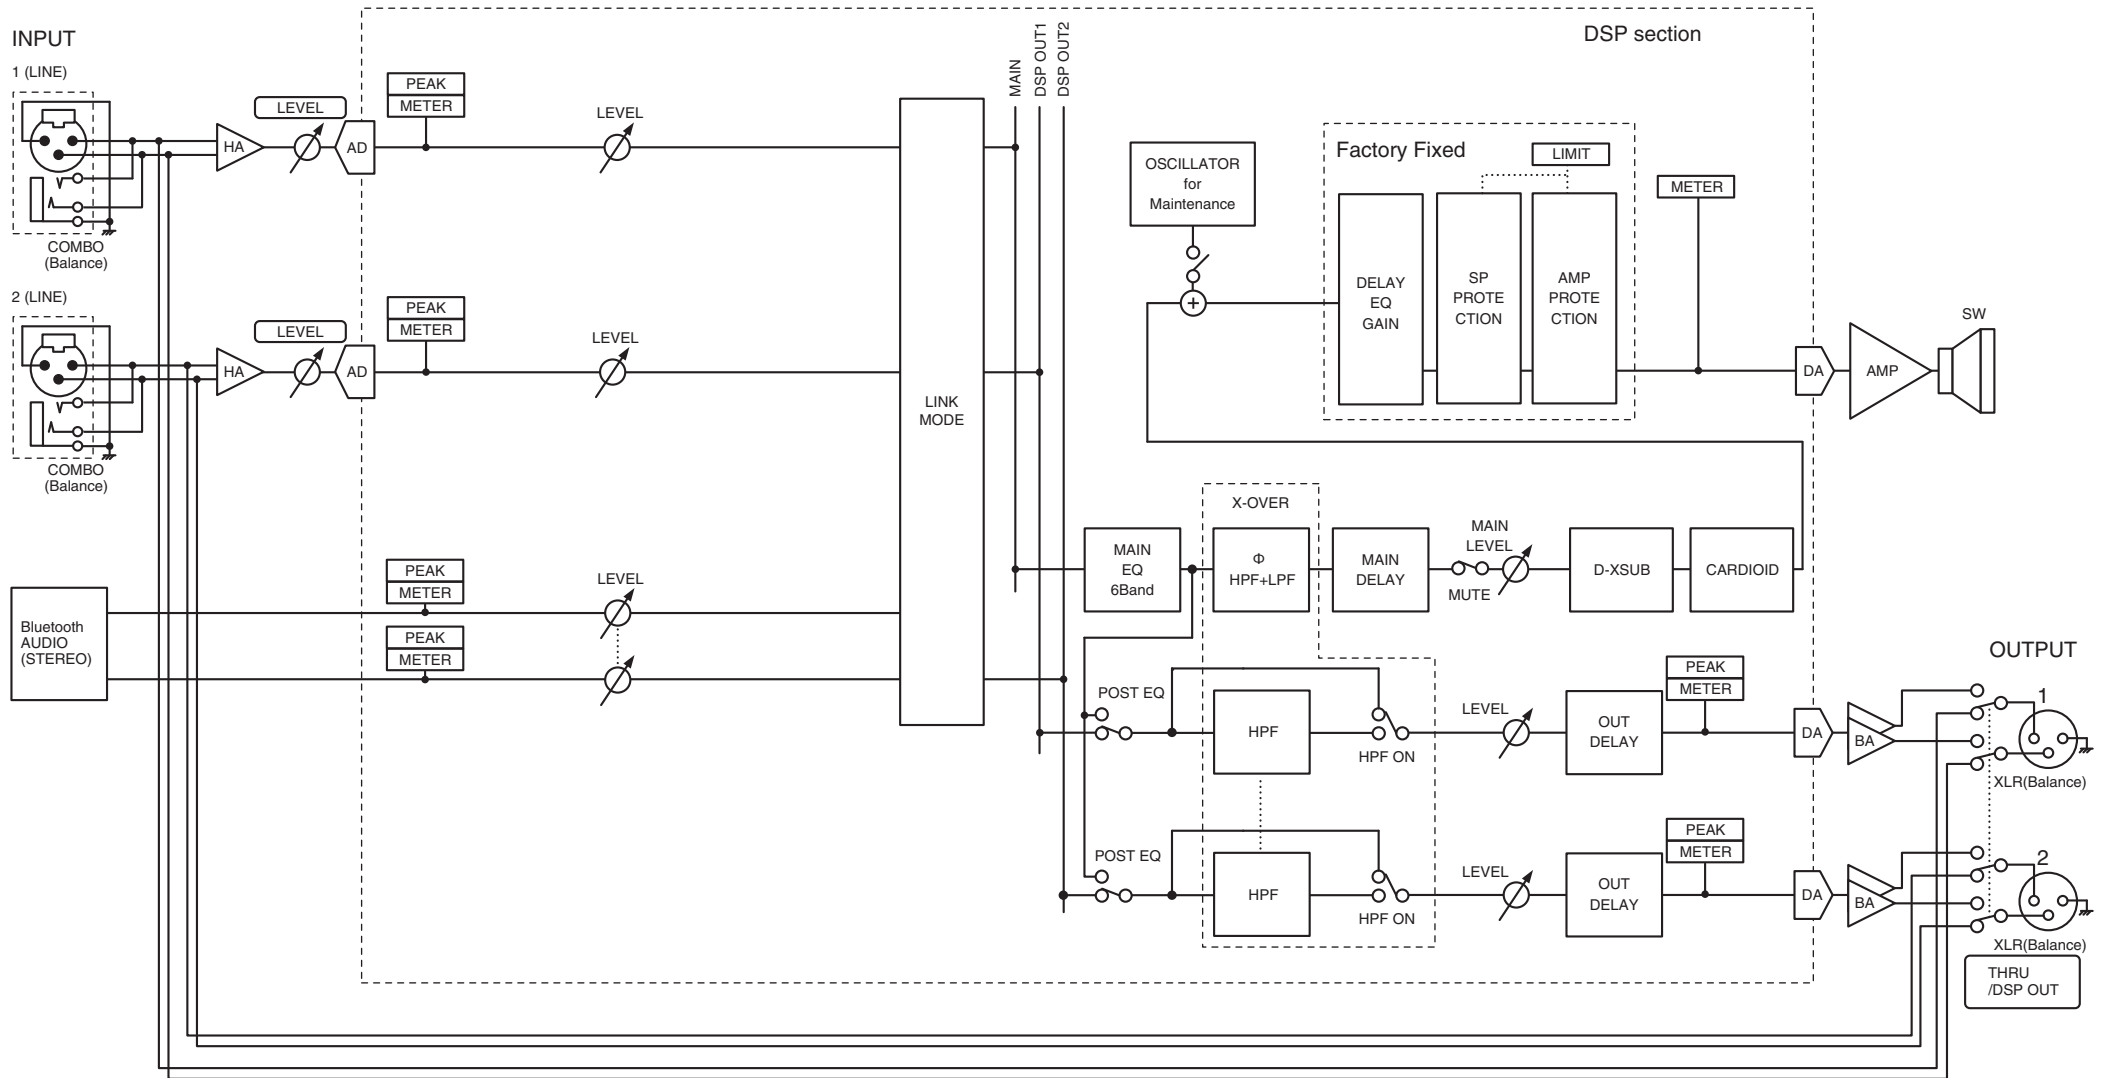 DSP section
INPUT
1 (LINE)
COMBO
(Balance)
HA
LEVEL
AD
PEAK
METER
LEVEL
2 (LINE)
COMBO
(Balance)
HA
LEVEL
AD
PEAK
METER
LEVEL
Bluetooth
AUDIO
(STEREO)
PEAK
METER
PEAK
METER
LEVEL
LINK
MODE
MAIN
DSP OUT1
DSP OUT2
OSCILLATOR
for
Maintenance
+
Factory Fixed
LIMIT
DELAY
EQ
GAIN
SP
PROTE
CTION
AMP
PROTE
CTION
METER
DA
AMP
SW
MAIN
EQ
6Band
X-OVER
Φ
HPF+LPF
MAIN
DELAY
MAIN
LEVEL
MUTE
D-XSUB
CARDIOID
POST EQ
HPF
HPF ON
LEVEL
OUT
DELAY
PEAK
METER
DA
BA
OUTPUT
1
XLR(Balance)
POST EQ
HPF
HPF ON
LEVEL
OUT
DELAY
PEAK
METER
DA
BA
2
XLR(Balance)
THRU
/DSP OUT